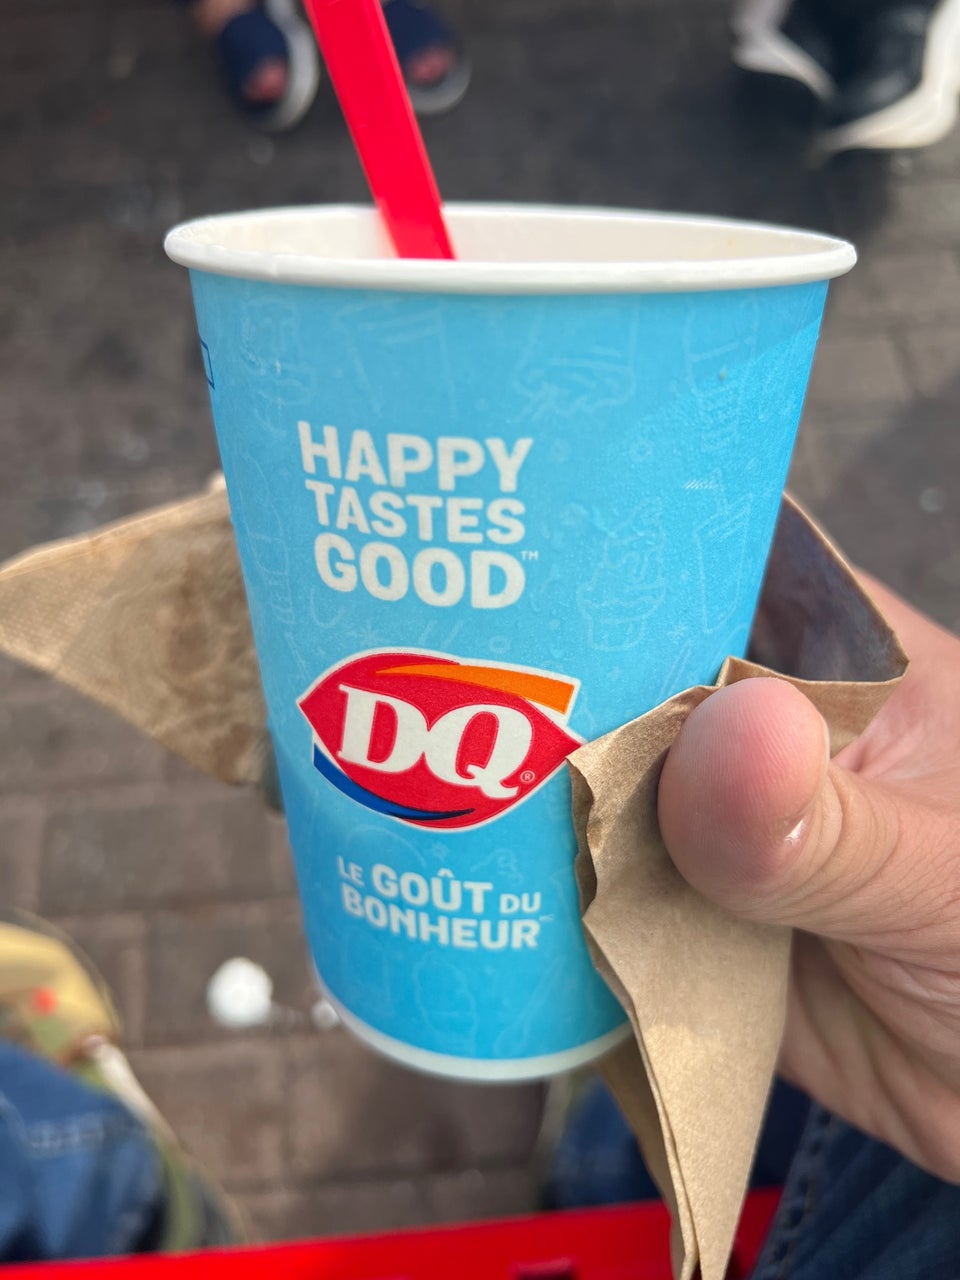 HAPPY
TASTES
GOOD™
DQ®
LE GOÛT DU
BONHEUR™